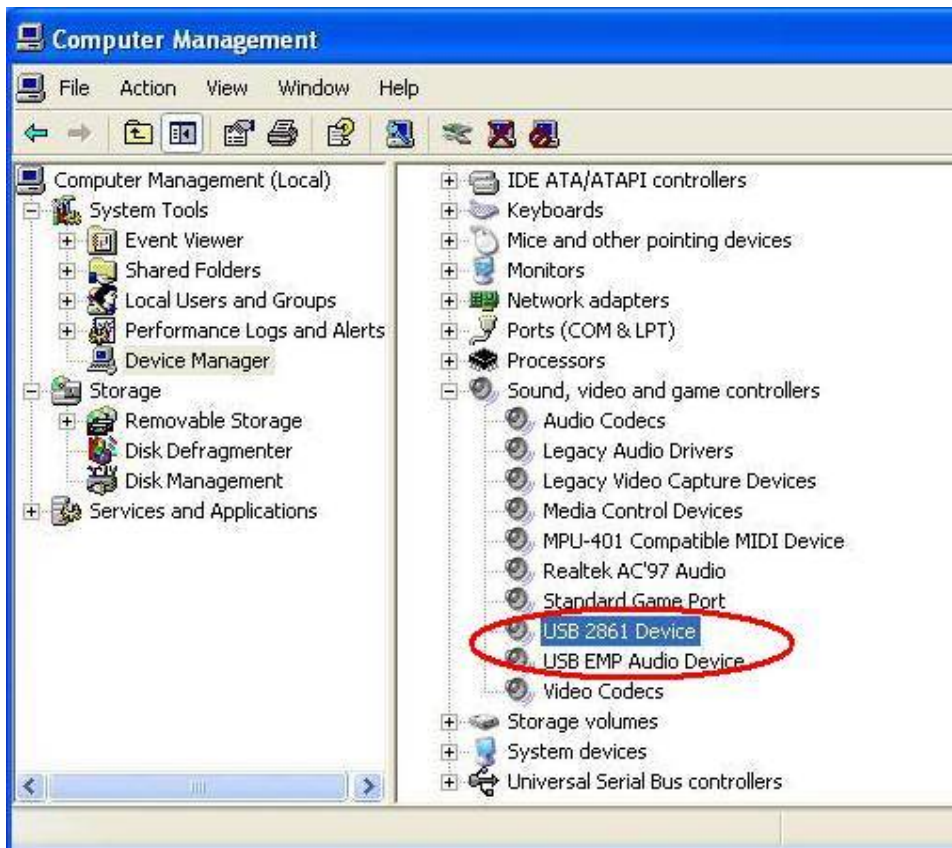 Computer Management
File Action View Window Help
Computer Management (Local)
System Tools
Event Viewer
Shared Folders
Local Users and Groups
Performance Logs and Alerts
Device Manager
Storage
Removable Storage
Disk Defragmenter
Disk Management
Services and Applications
IDE ATA/ATAPI controllers
Keyboards
Mice and other pointing devices
Monitors
Network adapters
Ports (COM & LPT)
Processors
Sound, video and game controllers
Audio Codecs
Legacy Audio Drivers
Legacy Video Capture Devices
Media Control Devices
MPU-401 Compatible MIDI Device
Realtek AC'97 Audio
Standard Game Port
USB 2861 Device
USB EMP Audio Device
Video Codecs
Storage volumes
System devices
Universal Serial Bus controllers